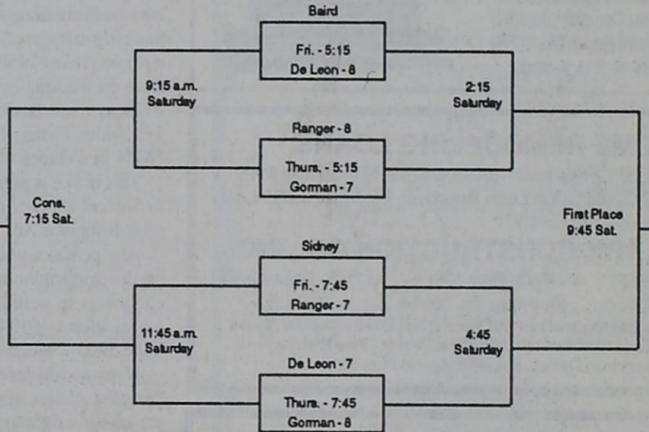 Baird
Fri. - 5:15
De Leon - 8
9:15 a.m.
Saturday
2:15
Saturday
Ranger - 8
Thurs. - 5:15
Gorman - 7
Cons.
7:15 Sat.
First Place
9:45 Sat.
Sidney
Fri. - 7:45
Ranger - 7
11:45 a.m.
Saturday
4:45
Saturday
De Leon - 7
Thurs. - 7:45
Gorman - 8